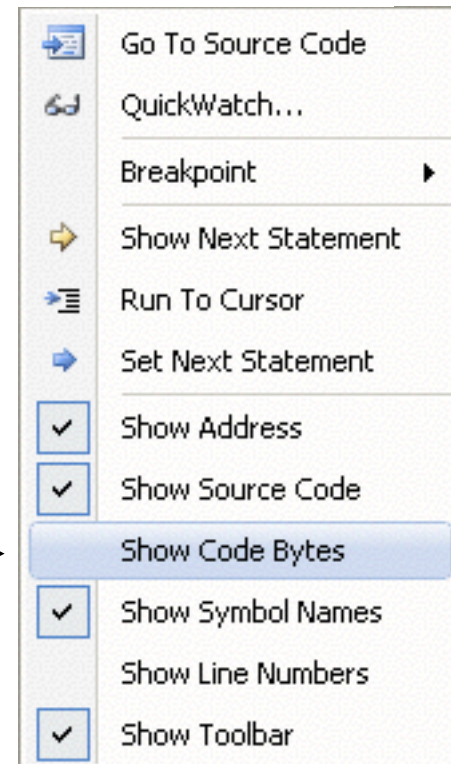 Go To Source Code
QuickWatch...
Breakpoint
Show Next Statement
Run To Cursor
Set Next Statement
Show Address
Show Source Code
Show Code Bytes
Show Symbol Names
Show Line Numbers
Show Toolbar